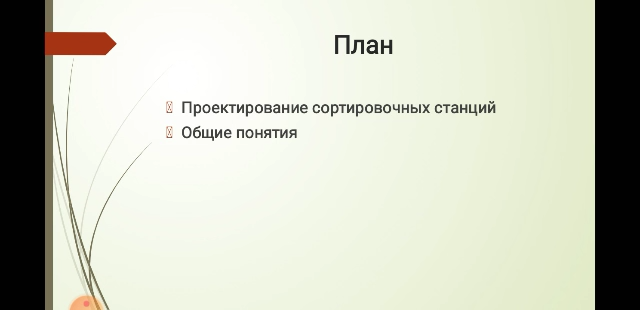 План
Проектирование сортировочных станций
Общие понятия